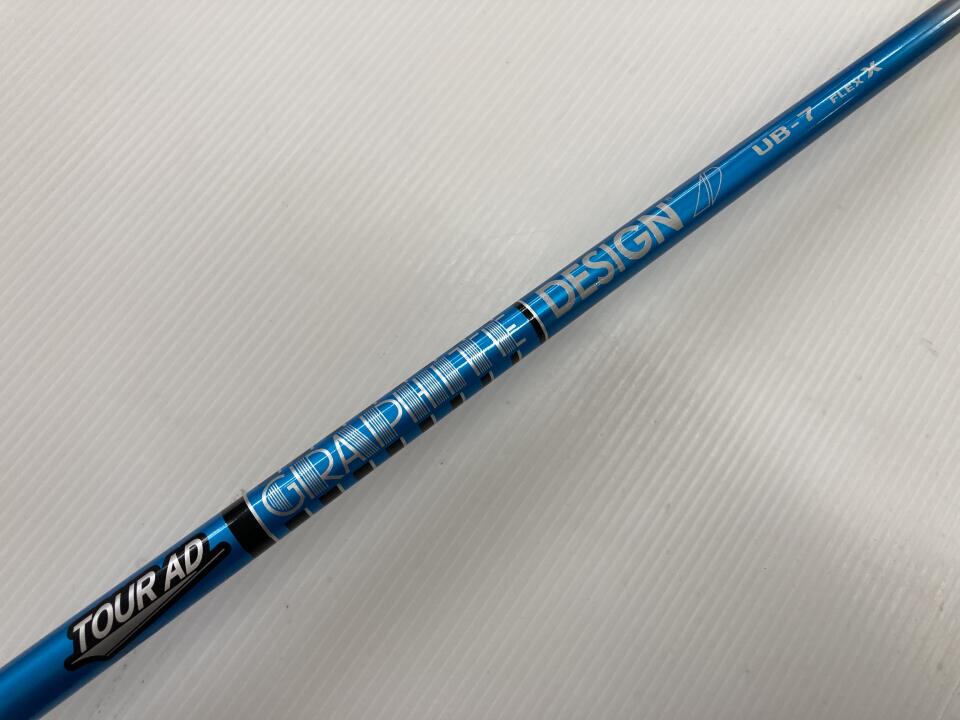 TOUR AD
GRAPHITE DESIGN
UB-7 FLEX X